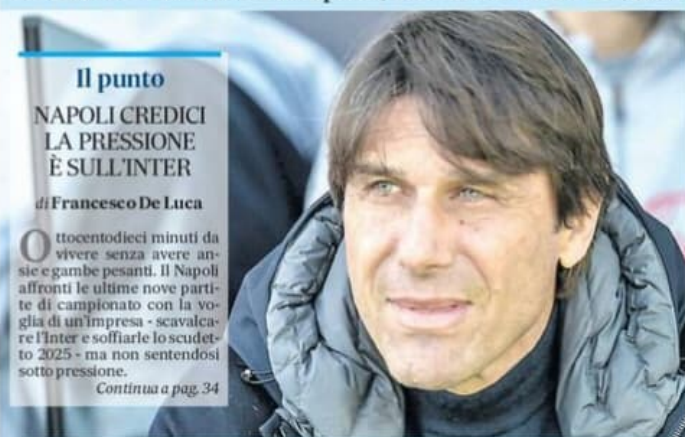 Il punto
NAPOLI CREDICI
LA PRESSIONE
È SULL'INTER
di Francesco De Luca
Ottocentodieci minuti da
vivere senza avere an-
sie e gambe pesanti. Il Napoli
affronti le ultime nove parti-
te di campionato con la vo-
glia di un'impresa - scavalca-
re l'Inter e soffiarle lo scudet-
to 2025 - ma non sentendosi
sotto pressione.
Continua a pag. 34